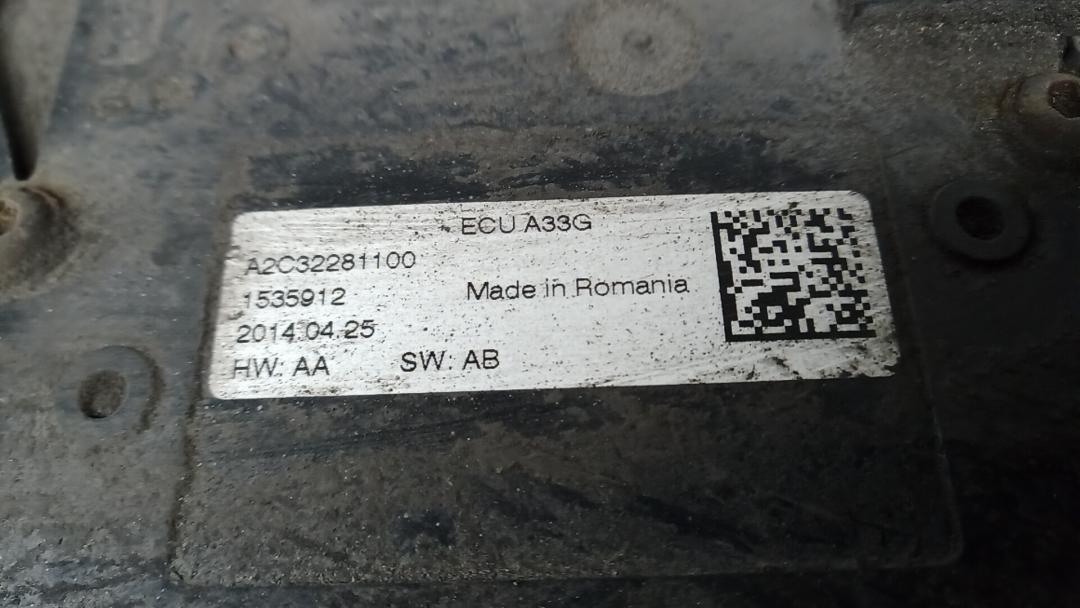 ECU A33G
A2C32281100
1535912
Made in Romania
2014.04.25
HW: AA SW: AB